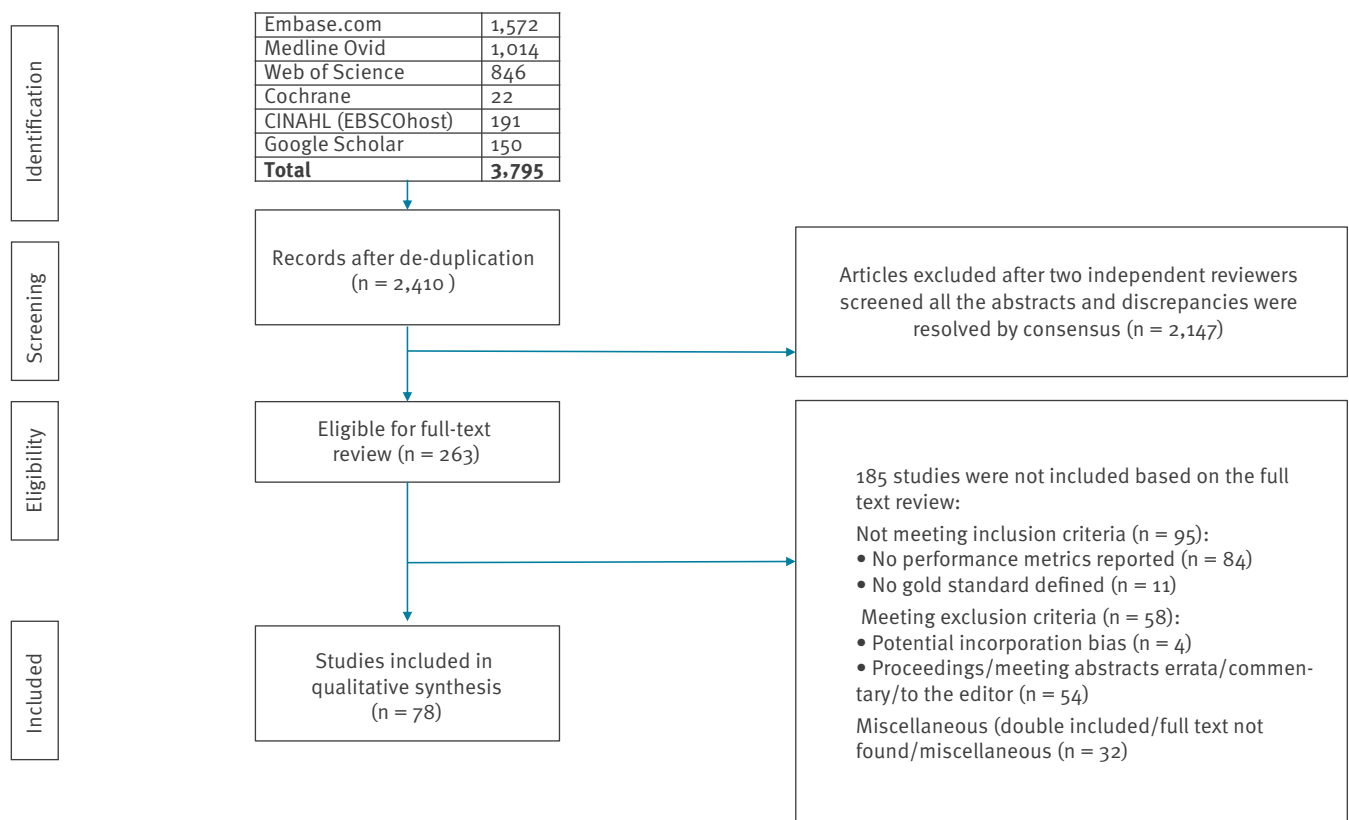 Identification
Embase.com 1,572
Medline Ovid 1,014
Web of Science 846
Cochrane 22
CINAHL (EBSCOhost) 191
Google Scholar 150
Total 3,795
Screening
Records after de-duplication
(n = 2,410 )
Articles excluded after two independent reviewers
screened all the abstracts and discrepancies were
resolved by consensus (n = 2,147)
Eligibility
Eligible for full-text
review (n = 263)
185 studies were not included based on the full
text review:
Not meeting inclusion criteria (n = 95):
• No performance metrics reported (n = 84)
• No gold standard defined (n = 11)
Meeting exclusion criteria (n = 58):
• Potential incorporation bias (n = 4)
• Proceedings/meeting abstracts errata/commen-
tary/to the editor (n = 54)
Miscellaneous (double included/full text not
found/miscellaneous (n = 32)
Included
Studies included in
qualitative synthesis
(n = 78)